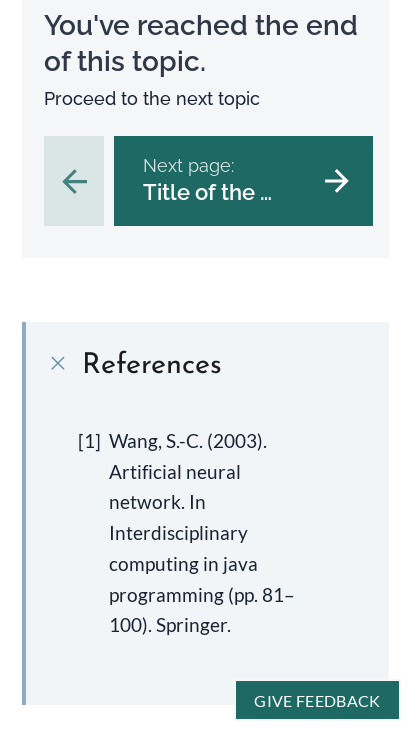 You've reached the end
of this topic.
Proceed to the next topic
Next page:
Title of the ...
References
[1] Wang, S.-C. (2003).
Artificial neural
network. In
Interdisciplinary
computing in java
programming (pp. 81–
100). Springer.
GIVE FEEDBACK